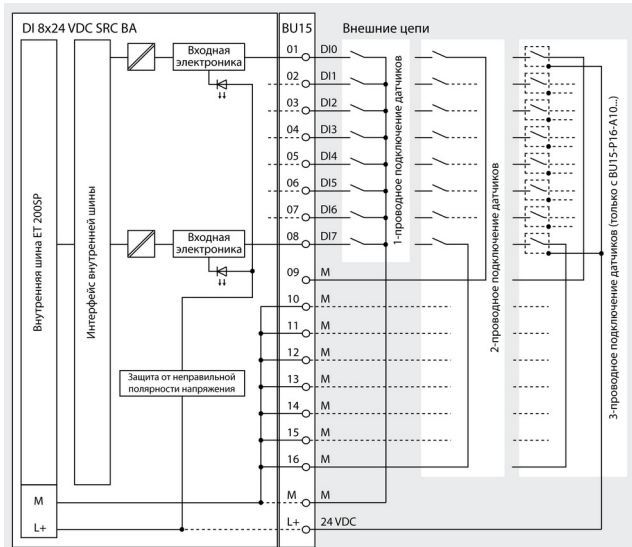 DI 8x24 VDC SRC BA
BU15
Внешние цепи
Внутренняя шина ET 200SP
Интерфейс внутренней шины
Входная
электроника
Входная
электроника
Защита от неправильной
полярности напряжения
01 DI0
02 DI1
03 DI2
04 DI3
05 DI4
06 DI5
07 DI6
08 DI7
09 M
10 M
11 M
12 M
13 M
14 M
15 M
16 M
M M M
L+ L+ 24 VDC
1-проводное подключение датчиков
2-проводное подключение датчиков
3-проводное подключение датчиков (только с BU15-P16-A10...)